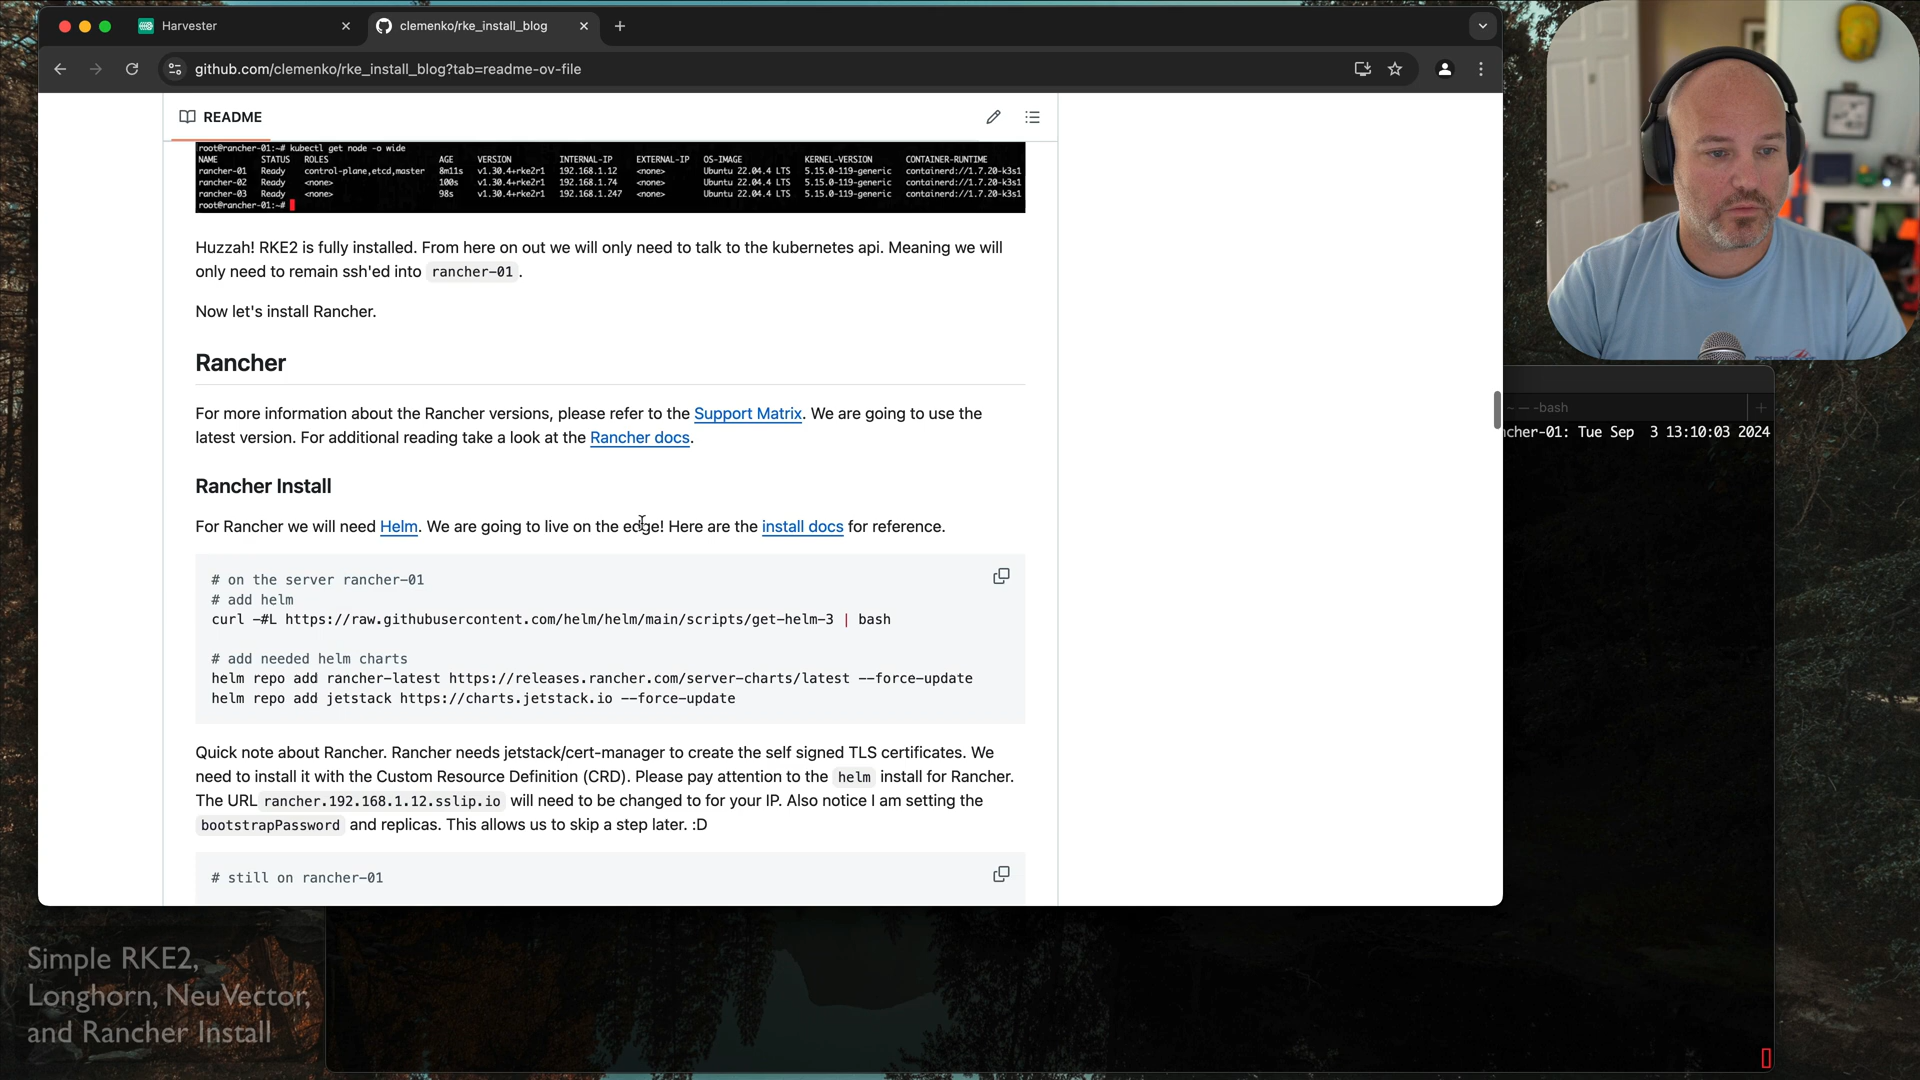 Harvester
clemenko/rke_install_blog
github.com/clemenko/rke_install_blog?tab=readme-ov-file
README
root@rancher-01:~# kubectl get node -o wide
NAME STATUS ROLES AGE VERSION INTERNAL-IP EXTERNAL-IP OS-IMAGE KERNEL-VERSION CONTAINER-RUNTIME
rancher-01 Ready control-plane,etcd,master 8m11s v1.30.4+rke2r1 192.168.1.12 <none> Ubuntu 22.04.4 LTS 5.15.0-119-generic containerd://1.7.20-k3s1
rancher-02 Ready <none> 100s v1.30.4+rke2r1 192.168.1.74 <none> Ubuntu 22.04.4 LTS 5.15.0-119-generic containerd://1.7.20-k3s1
rancher-03 Ready <none> 98s v1.30.4+rke2r1 192.168.1.247 <none> Ubuntu 22.04.4 LTS 5.15.0-119-generic containerd://1.7.20-k3s1
root@rancher-01:~#
Huzzah! RKE2 is fully installed. From here on out we will only need to talk to the kubernetes api. Meaning we will
only need to remain ssh'ed into rancher-01 .
Now let's install Rancher.
Rancher
For more information about the Rancher versions, please refer to the Support Matrix. We are going to use the
latest version. For additional reading take a look at the Rancher docs.
Rancher Install
For Rancher we will need Helm. We are going to live on the edge! Here are the install docs for reference.
# on the server rancher-01
# add helm
curl -#L https://raw.githubusercontent.com/helm/helm/main/scripts/get-helm-3 | bash
# add needed helm charts
helm repo add rancher-latest https://releases.rancher.com/server-charts/latest --force-update
helm repo add jetstack https://charts.jetstack.io --force-update
Quick note about Rancher. Rancher needs jetstack/cert-manager to create the self signed TLS certificates. We
need to install it with the Custom Resource Definition (CRD). Please pay attention to the helm install for Rancher.
The URL rancher.192.168.1.12.sslip.io will need to be changed to for your IP. Also notice I am setting the
bootstrapPassword and replicas. This allows us to skip a step later. :D
# still on rancher-01
~ — -bash
ncher-01: Tue Sep 3 13:10:03 2024
Simple RKE2,
Longhorn, NeuVector,
and Rancher Install